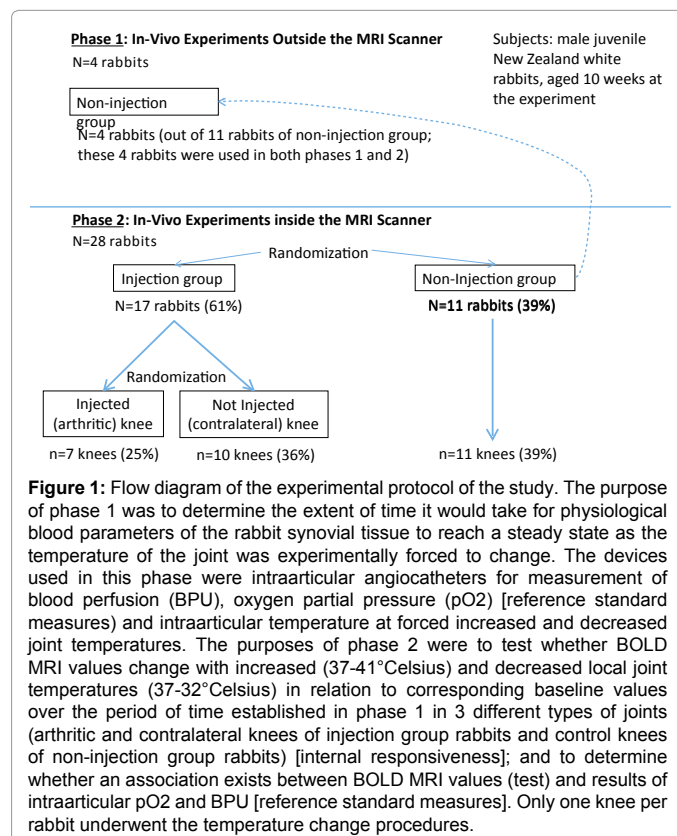 Phase 1: In-Vivo Experiments Outside the MRI Scanner
N=4 rabbits
Subjects: male juvenile
New Zealand white
rabbits, aged 10 weeks at
the experiment
Non-injection
group
N=4 rabbits (out of 11 rabbits of non-injection group;
these 4 rabbits were used in both phases 1 and 2)
Phase 2: In-Vivo Experiments inside the MRI Scanner
N=28 rabbits
Randomization
Injection group
Non-Injection group
N=17 rabbits (61%)
N=11 rabbits (39%)
Randomization
Injected
(arthritic) knee
Not Injected
(contralateral) knee
n=7 knees (25%)
n=10 knees (36%)
n=11 knees (39%)
Figure 1: Flow diagram of the experimental protocol of the study. The purpose
of phase 1 was to determine the extent of time it would take for physiological
blood parameters of the rabbit synovial tissue to reach a steady state as the
temperature of the joint was experimentally forced to change. The devices
used in this phase were intraarticular angiocatheters for measurement of
blood perfusion (BPU), oxygen partial pressure (pO2) [reference standard
measures) and intraarticular temperature at forced increased and decreased
joint temperatures. The purposes of phase 2 were to test whether BOLD
MRI values change with increased (37-41°Celsius) and decreased local joint
temperatures (37-32°Celsius) in relation to corresponding baseline values
over the period of time established in phase 1 in 3 different types of joints
(arthritic and contralateral knees of injection group rabbits and control knees
of non-injection group rabbits) [internal responsiveness]; and to determine
whether an association exists between BOLD MRI values (test) and results of
intraarticular pO2 and BPU [reference standard measures]. Only one knee per
rabbit underwent the temperature change procedures.